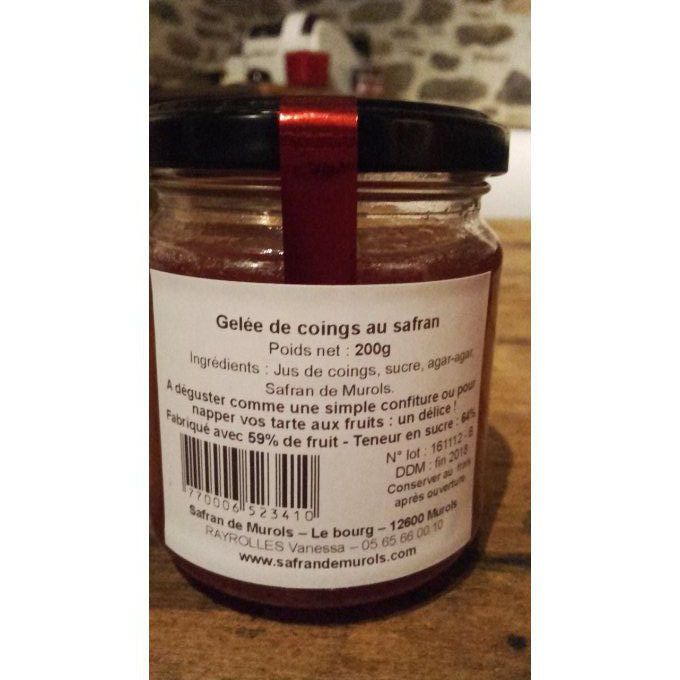 Gelée de coings au safran
Poids net : 200g
Ingrédients : Jus de coings, sucre, agar-agar,
Safran de Murols.
A déguster comme une simple confiture ou pour
napper vos tarte aux fruits : un délice !
Fabriqué avec 59% de fruit - Teneur en sucre : 64%
N° lot : 161112 - B
DDM : fin 2018
Conserver au frais
après ouverture
770006 523410
Safran de Murols – Le bourg – 12600 Murols
RAYROLLES Vanessa – 05 65 66 00 10
www.safrandemurols.com